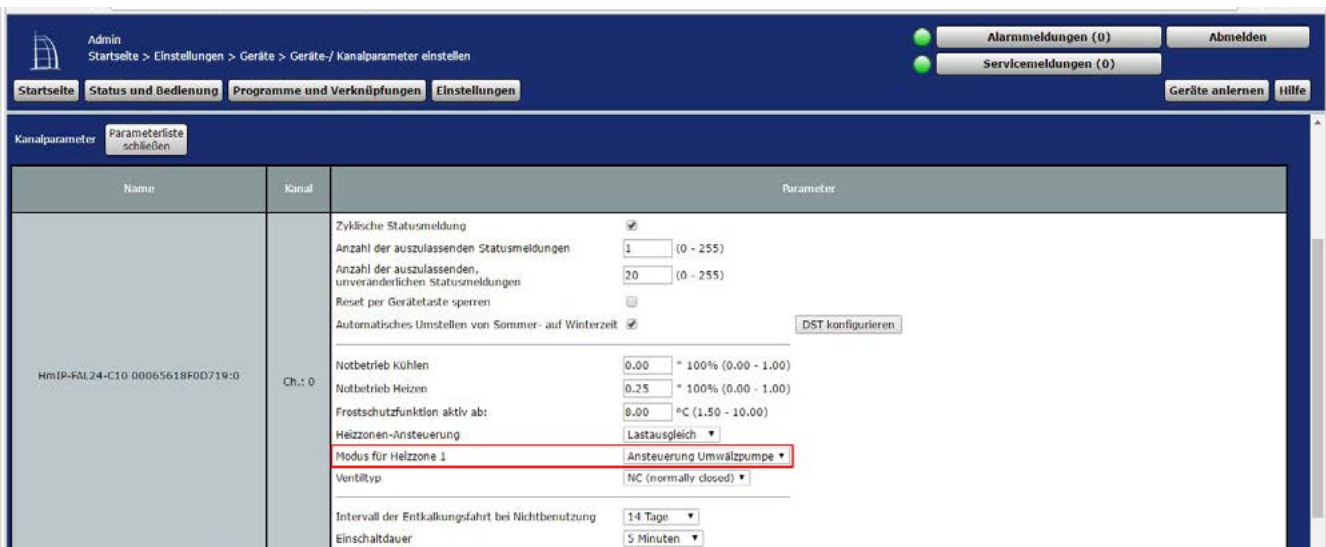 Admin
Alarmmeldungen (0)
Abmelden
Startseite > Einstellungen > Geräte > Geräte-/ Kanalparameter einstellen
Servicemeldungen (0)
Startseite
Status und Bedienung
Programme und Verknüpfungen
Einstellungen
Geräte anlernen
Hilfe
Kanalparameter
Parameterliste
schließen
Name
Kanal
Parameter
HmIP-FAL24-C10 00065618F0D719:0
Ch.: 0
Zyklische Statusmeldung
Anzahl der auszulassenden Statusmeldungen 1 (0 - 255)
Anzahl der auszulassenden,
unveränderlichen Statusmeldungen 20 (0 - 255)
Reset per Gerätetaste sperren
Automatisches Umstellen von Sommer- auf Winterzeit DST konfigurieren
Notbetrieb Kühlen 0.00 * 100% (0.00 - 1.00)
Notbetrieb Heizen 0.25 * 100% (0.00 - 1.00)
Frostschutzfunktion aktiv ab: 8.00 °C (1.50 - 10.00)
Heizzonen-Ansteuerung Lastausgleich
Modus für Heizzone 1 Ansteuerung Umwälzpumpe
Ventiltyp NC (normally closed)
Intervall der Entkalkungsfahrt bei Nichtbenutzung 14 Tage
Einschaltdauer 5 Minuten